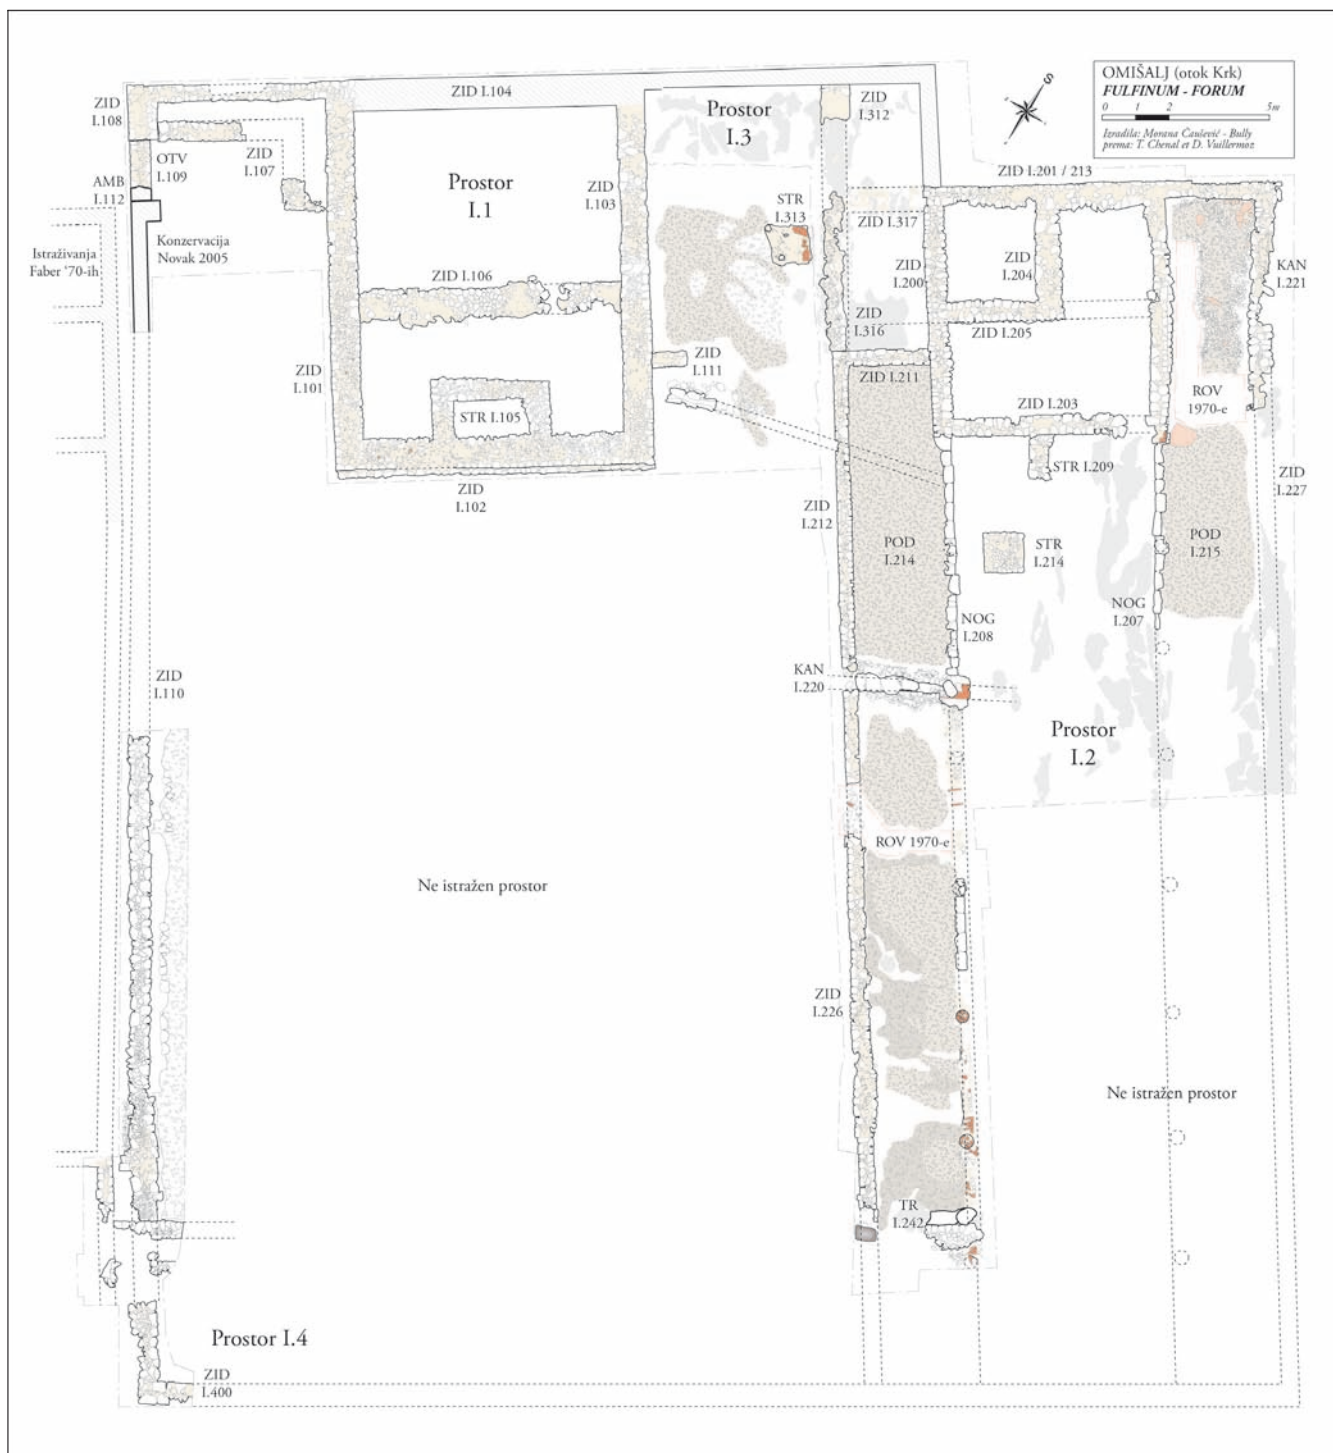 S
OMIŠALJ (otok Krk)
FULFINUM - FORUM
0 1 2 5m
Izradila: Morana Čaušević - Bully
prema: T. Chenal et D. Vuillermoz
ZID I.104
ZID
I.108
OTV
I.109
ZID
I.107
AMB
I.112
Konzervacija
Novak 2005
Istraživanja
Faber '70-ih
Prostor
I.1
ZID
I.103
ZID I.106
ZID
I.101
STR I.105
ZID
I.102
Prostor
I.3
ZID
I.312
STR
I.313
ZID I.317
ZID
I.316
ZID
I.111
ZID I.201 / 213
ZID
I.200
ZID
I.204
ZID I.205
KAN
I.221
ZID I.211
ZID I.203
ROV
1970-e
STR I.209
ZID
I.227
ZID
I.212
POD
I.214
STR
I.214
POD
I.215
NOG
I.208
NOG
I.207
KAN
I.220
ZID
I.110
Prostor
I.2
ROV 1970-e
Ne istražen prostor
ZID
I.226
Ne istražen prostor
TR
I.242
Prostor I.4
ZID
I.400